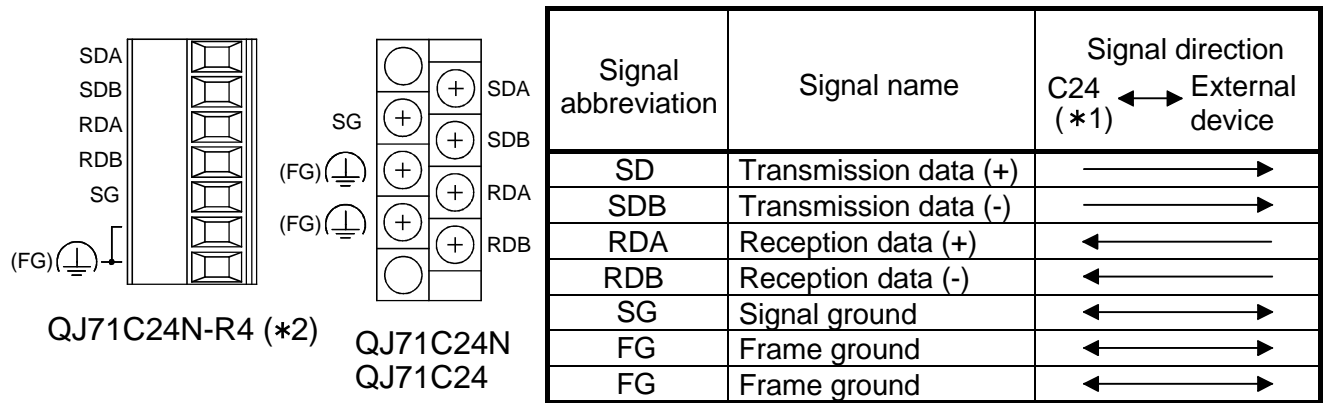 SDA
SDB
RDA
RDB
SG
(FG)
QJ71C24N-R4 (*2)
SG
(FG)
(FG)
SDA
SDB
RDA
RDB
QJ71C24N
QJ71C24
Signal abbreviation
Signal name
Signal direction
C24 (*1)
External device
SD
Transmission data (+)
SDB
Transmission data (-)
RDA
Reception data (+)
RDB
Reception data (-)
SG
Signal ground
FG
Frame ground
FG
Frame ground